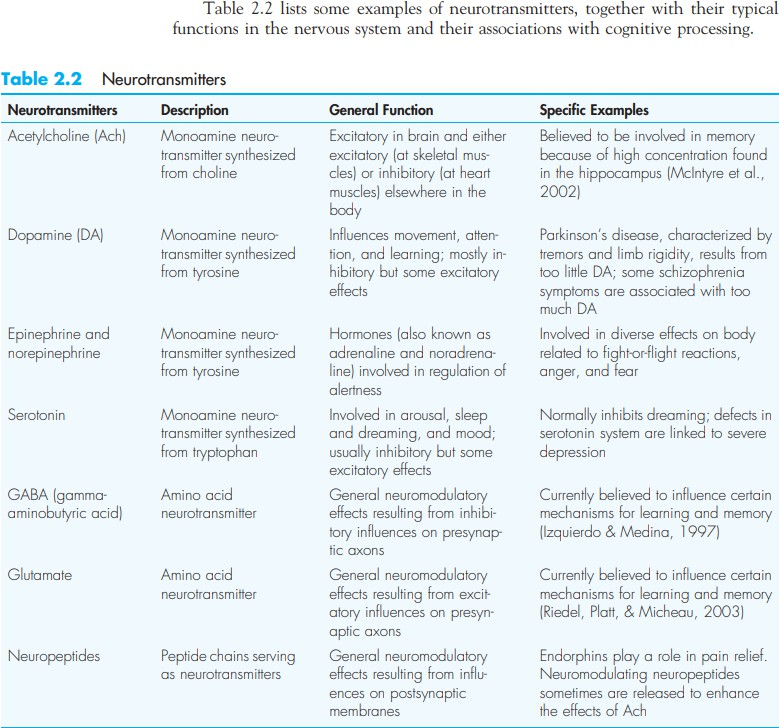 Table 2.2 lists some examples of neurotransmitters, together with their typical
functions in the nervous system and their associations with cognitive processing.
Table 2.2 Neurotransmitters
Neurotransmitters Description General Function Specific Examples
Acetylcholine (Ach) Monoamine neuro- Excitatory in brain and either Believed to be involved in memory
transmitter synthesized excitatory (at skeletal mus- because of high concentration found
from choline cles) or inhibitory (at heart in the hippocampus (McIntyre et al.,
muscles) elsewhere in the 2002)
body
Dopamine (DA) Monoamine neuro- Influences movement, atten- Parkinson's disease, characterized by
transmitter synthesized tion, and learning; mostly in- tremors and limb rigidity, results from
from tyrosine hibitory but some excitatory too little DA; some schizophrenia
effects symptoms are associated with too
much DA
Epinephrine and Monoamine neuro- Hormones (also known as Involved in diverse effects on body
norepinephrine transmitter synthesized adrenaline and noradrena- related to fight-or-flight reactions,
from tyrosine line) involved in regulation of anger, and fear
alertness
Serotonin Monoamine neuro- Involved in arousal, sleep Normally inhibits dreaming; defects in
transmitter synthesized and dreaming, and mood; serotonin system are linked to severe
from tryptophan usually inhibitory but some depression
excitatory effects
GABA (gamma- Amino acid General neuromodulatory Currently believed to influence certain
aminobutyric acid) neurotransmitter effects resulting from inhibi- mechanisms for learning and memory
tory influences on presynap- (Izquierdo & Medina, 1997)
tic axons
Glutamate Amino acid General neuromodulatory Currently believed to influence certain
neurotransmitter effects resulting from excit- mechanisms for learning and memory
atory influences on presyn- (Riedel, Platt, & Micheau, 2003)
aptic axons
Neuropeptides Peptide chains serving General neuromodulatory Endorphins play a role in pain relief.
as neurotransmitters effects resulting from influ- Neuromodulating neuropeptides
ences on postsynaptic sometimes are released to enhance
membranes the effects of Ach